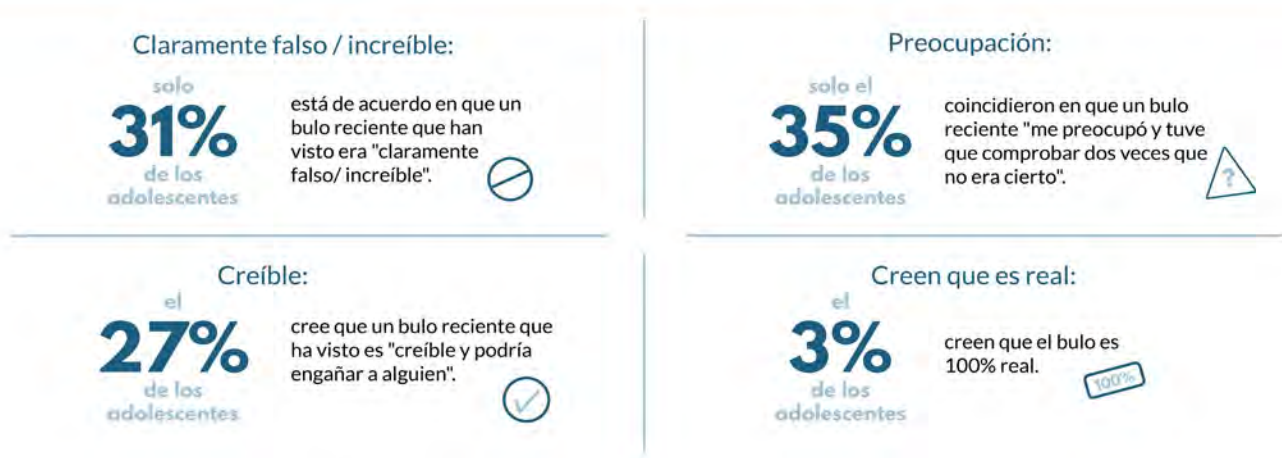 Claramente falso / increíble:
solo
31%
de los
adolescentes
está de acuerdo en que un
bulo reciente que han
visto era "claramente
falso/ increíble".
Preocupación:
solo el
35%
de los
adolescentes
coincidieron en que un bulo
reciente "me preocupó y tuve
que comprobar dos veces que
no era cierto".
?
Creíble:
el
27%
de los
adolescentes
cree que un bulo reciente que
ha visto es "creíble y podría
engañar a alguien".
Creen que es real:
el
3%
de los
adolescentes
creen que el bulo es
100% real.
100%